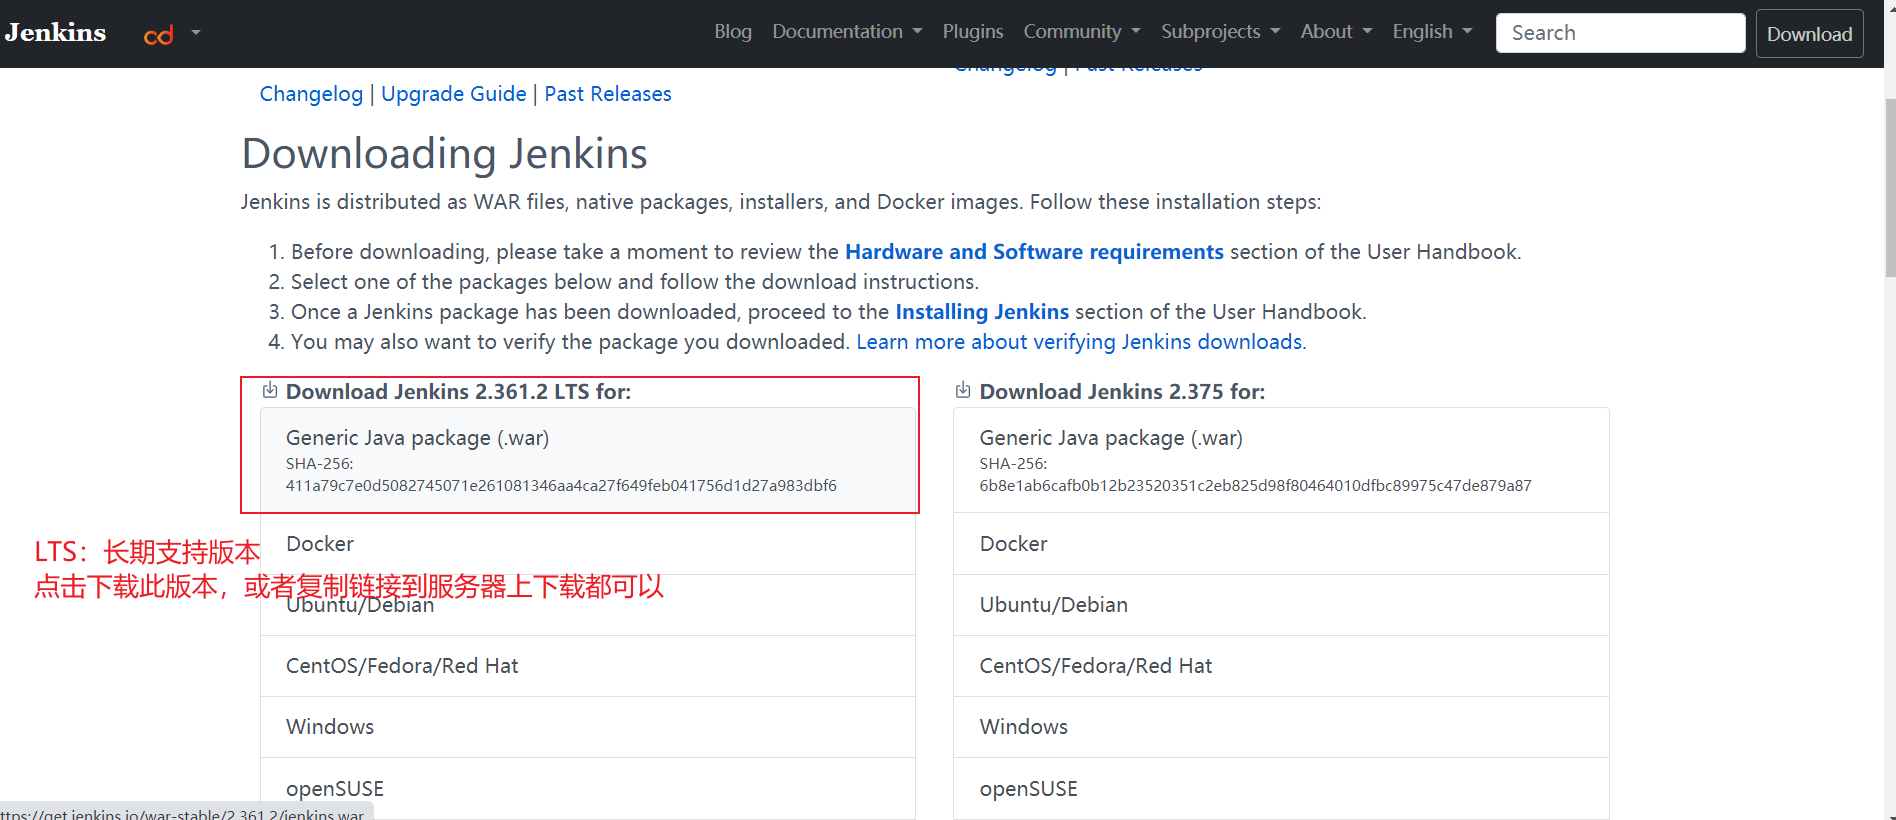 Jenkins
Blog Documentation Plugins Community Subprojects About English Search Download
Changelog | Past Releases
Changelog | Upgrade Guide | Past Releases
Downloading Jenkins
Jenkins is distributed as WAR files, native packages, installers, and Docker images. Follow these installation steps:
1. Before downloading, please take a moment to review the Hardware and Software requirements section of the User Handbook.
2. Select one of the packages below and follow the download instructions.
3. Once a Jenkins package has been downloaded, proceed to the Installing Jenkins section of the User Handbook.
4. You may also want to verify the package you downloaded. Learn more about verifying Jenkins downloads.
Download Jenkins 2.361.2 LTS for:
Generic Java package (.war)
SHA-256:
411a79c7e0d5082745071e261081346aa4ca27f649feb041756d1d27a983dbf6
LTS：长期支持版本
点击下载此版本，或者复制链接到服务器上下载都可以
Docker
Ubuntu/Debian
CentOS/Fedora/Red Hat
Windows
openSUSE
Download Jenkins 2.375 for:
Generic Java package (.war)
SHA-256:
6b8e1ab6cafb0b12b23520351c2eb825d98f80464010dfbc89975c47de879a87
Docker
Ubuntu/Debian
CentOS/Fedora/Red Hat
Windows
openSUSE
ttps://get.jenkins.io/war-stable/2.361.2/jenkins.war